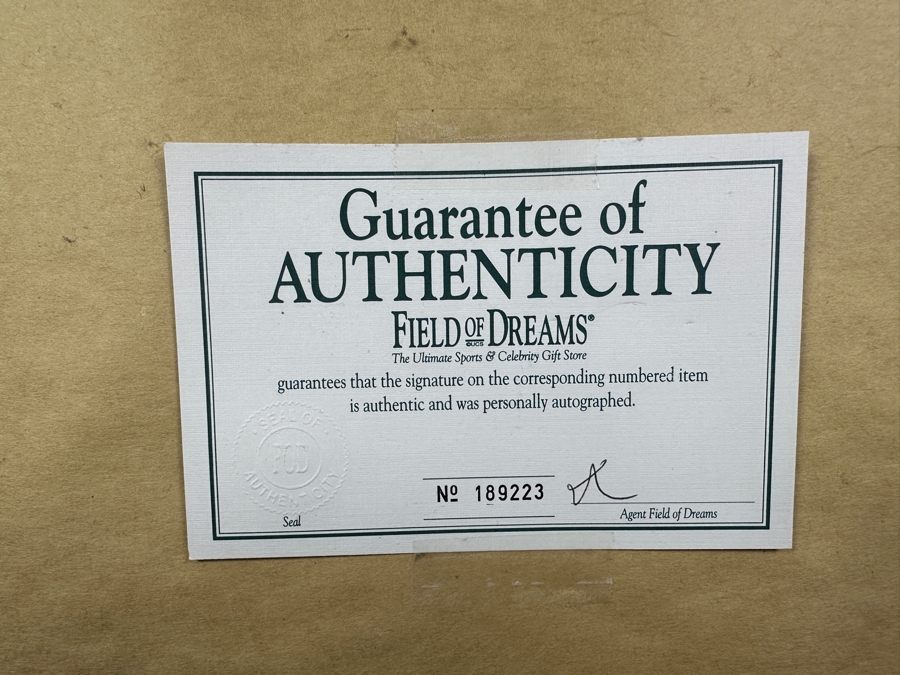 Guarantee of
AUTHENTICITY
FIELD OF DREAMS®
The Ultimate Sports & Celebrity Gift Store
guarantees that the signature on the corresponding numbered item
is authentic and was personally autographed.
SEAL OF
AUTHENTICITY
Nº 189223
Seal
Agent Field of Dreams